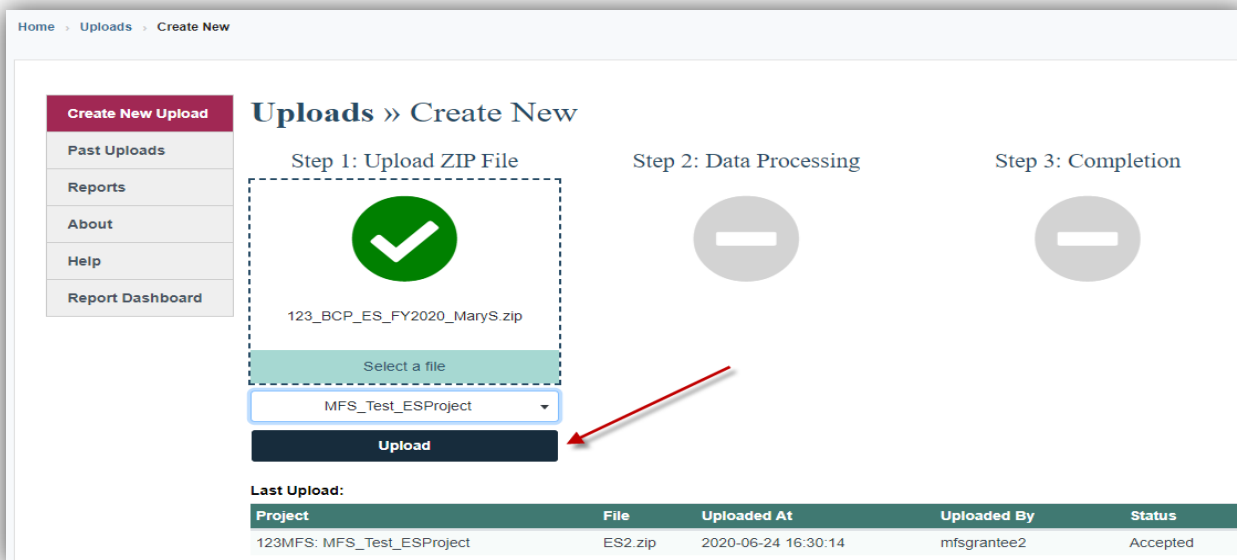 Home › Uploads › Create New
Create New Upload
Past Uploads
Reports
About
Help
Report Dashboard
Uploads » Create New
Step 1: Upload ZIP File
Step 2: Data Processing
Step 3: Completion
123_BCP_ES_FY2020_MaryS.zip
Select a file
MFS_Test_ESProject
Upload
Last Upload:
Project File Uploaded At Uploaded By Status
123MFS: MFS_Test_ESProject ES2.zip 2020-06-24 16:30:14 mfsgrantee2 Accepted